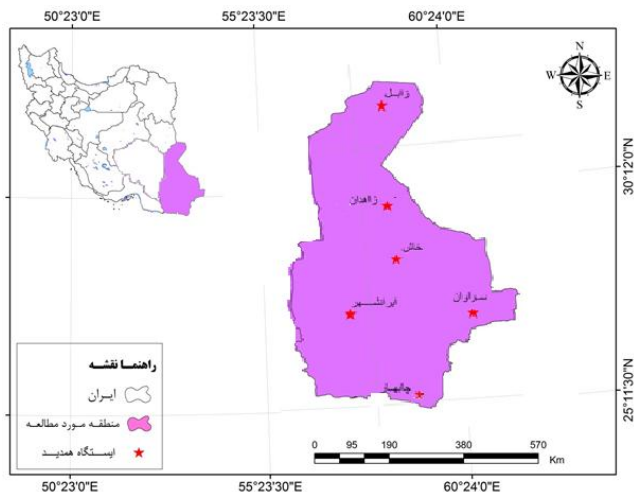 50°23'0"E 55°23'30"E 60°24'0"E
N
W E
S
زابل
30°12'0"N
زاهدان
خاش
سراوان
ایرانشهر
چابهار
25°11'30"N
راهنما نقشه
ایران
منطقه مورد مطالعه
ایستگاه همدید
0 95 190 380 570
Km
50°23'0"E 55°23'30"E 60°24'0"E